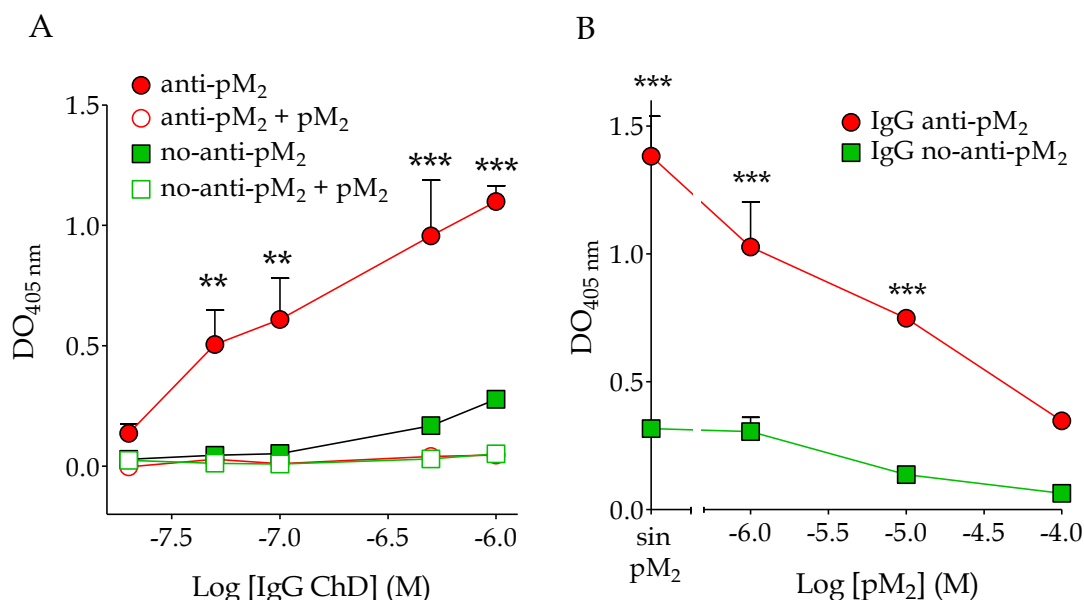 A
anti-pM₂
anti-pM₂ + pM₂
no-anti-pM₂
no-anti-pM₂ + pM₂
1.5
1.0
0.5
0.0
DO₄₀₅ ₙₘ
** ** *** ***
-7.5 -7.0 -6.5 -6.0
Log [IgG ChD] (M)
B
IgG anti-pM₂
IgG no-anti-pM₂
*** *** ***
1.5
1.0
0.5
0.0
DO₄₀₅ ₙₘ
sin
pM₂
-6.0 -5.5 -5.0 -4.5 -4.0
Log [pM₂] (M)